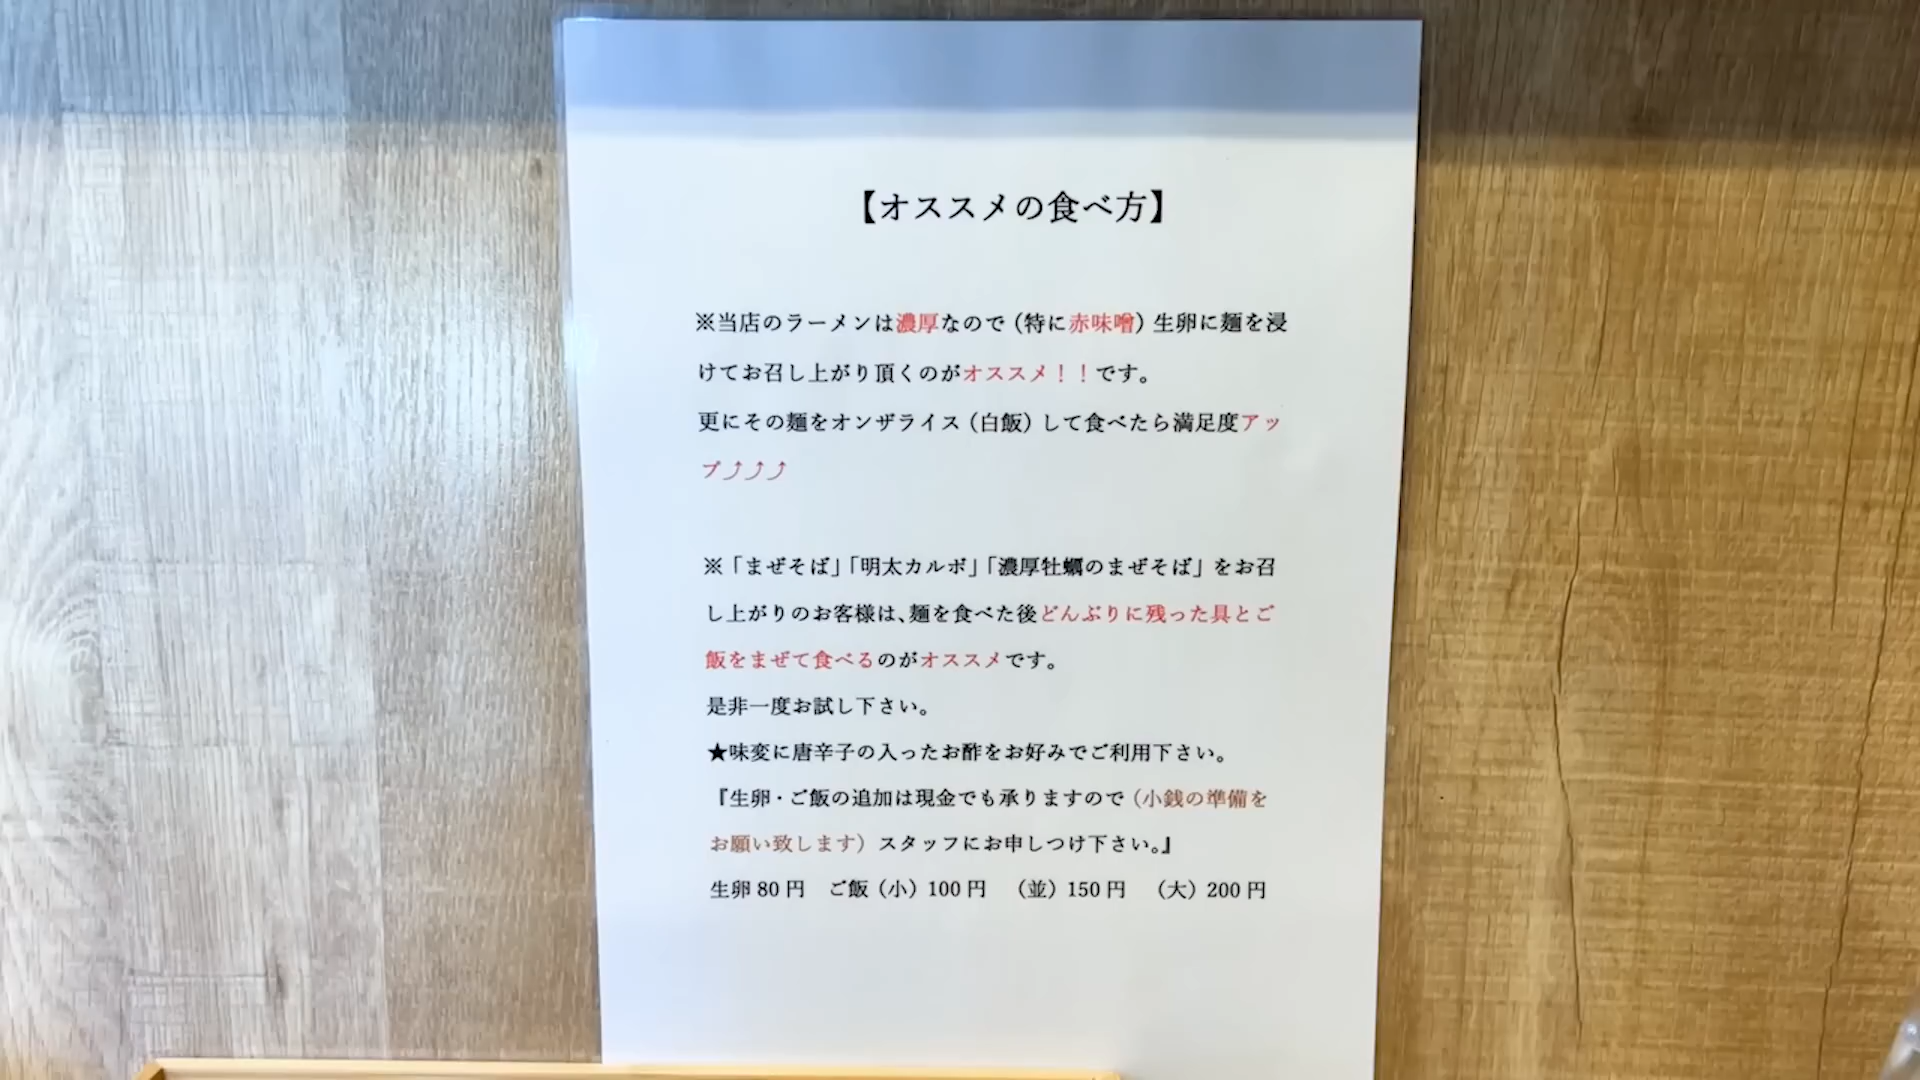 【オススメの食べ方】
※当店のラーメンは濃厚なので（特に赤味噌）生卵に麺を浸
けてお召し上がり頂くのがオススメ！！です。
更にその麺をオンザライス（白飯）して食べたら満足度アッ
プ⤴⤴⤴
※「まぜそば」「明太カルボ」「濃厚牡蠣のまぜそば」をお召
し上がりのお客様は、麺を食べた後どんぶりに残った具とご
飯をまぜて食べるのがオススメです。
是非一度お試し下さい。
★味変に唐辛子の入ったお酢をお好みでご利用下さい。
『生卵・ご飯の追加は現金でも承りますので（小銭の準備を
お願い致します）スタッフにお申しつけ下さい。』
生卵80円　ご飯（小）100円　（並）150円　（大）200円